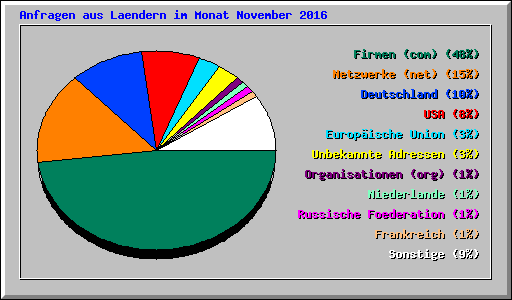 Anfragen aus Laendern im Monat November 2016
Firmen (com) (48%)
Netzwerke (net) (15%)
Deutschland (10%)
USA (8%)
Europäische Union (3%)
Unbekannte Adressen (3%)
Organisationen (org) (1%)
Niederlande (1%)
Russische Foederation (1%)
Frankreich (1%)
Sonstige (9%)